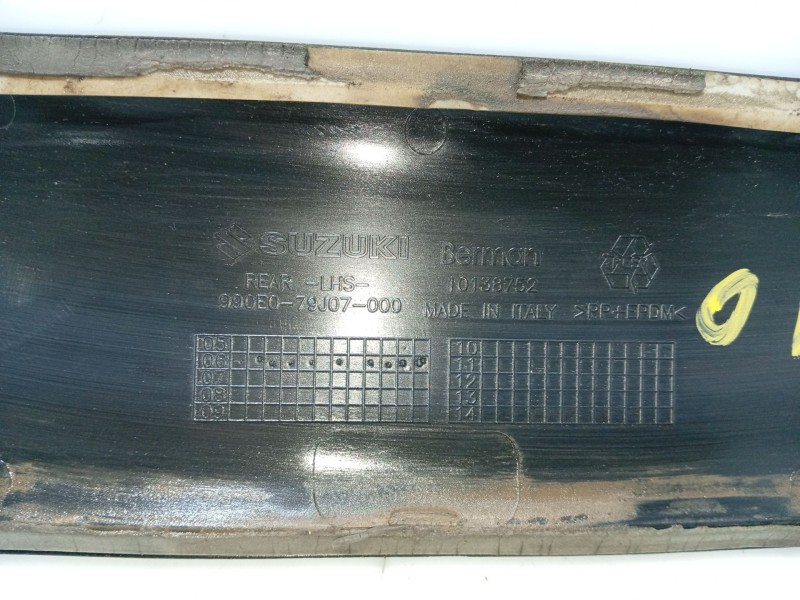 SUZUKI Berman
REAR -LHS- 10138752
990E0-79J07-000 MADE IN ITALY >PP+EPDM<
05 10
06 11
07 12
08 13
09 14